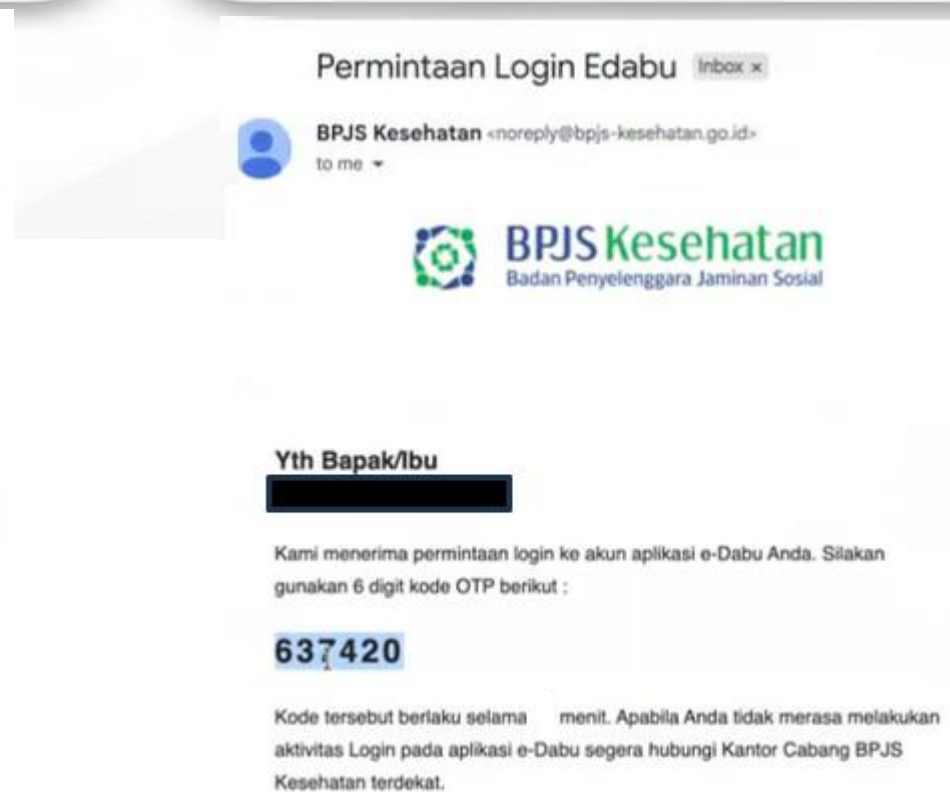 Permintaan Login Edabu Inbox x
BPJS Kesehatan <noreply@bpjs-kesehatan.go.id>
to me
BPJS Kesehatan
Badan Penyelenggara Jaminan Sosial
Yth Bapak/Ibu
Kami menerima permintaan login ke akun aplikasi e-Dabu Anda. Silakan
gunakan 6 digit kode OTP berikut :
637420
Kode tersebut berlaku selama menit. Apabila Anda tidak merasa melakukan
aktivitas Login pada aplikasi e-Dabu segera hubungi Kantor Cabang BPJS
Kesehatan terdekat.